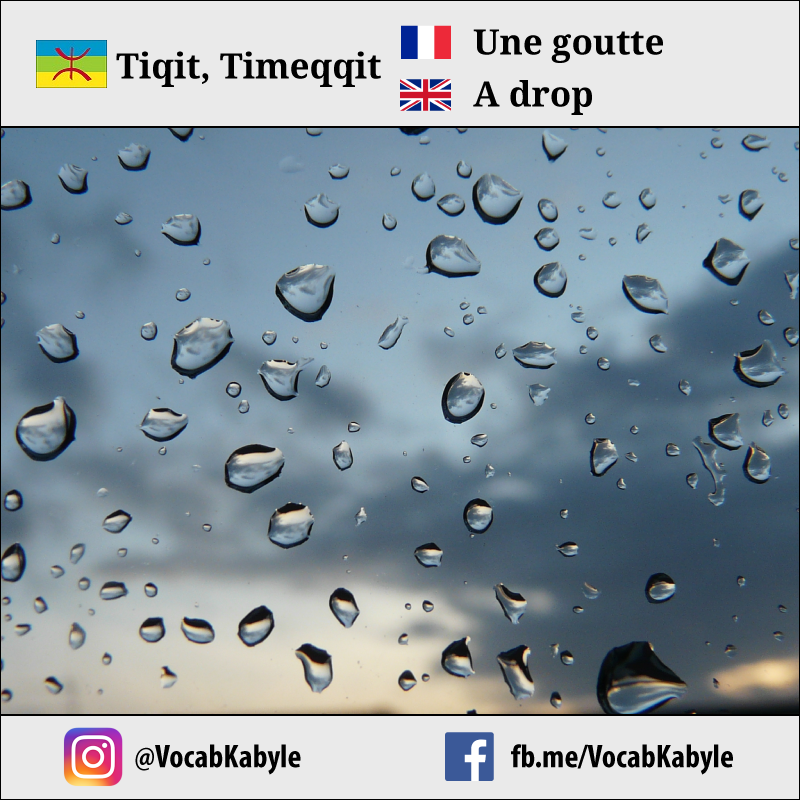 Tiqit, Timeqqit
Une goutte
A drop
@VocabKabyle
fb.me/VocabKabyle